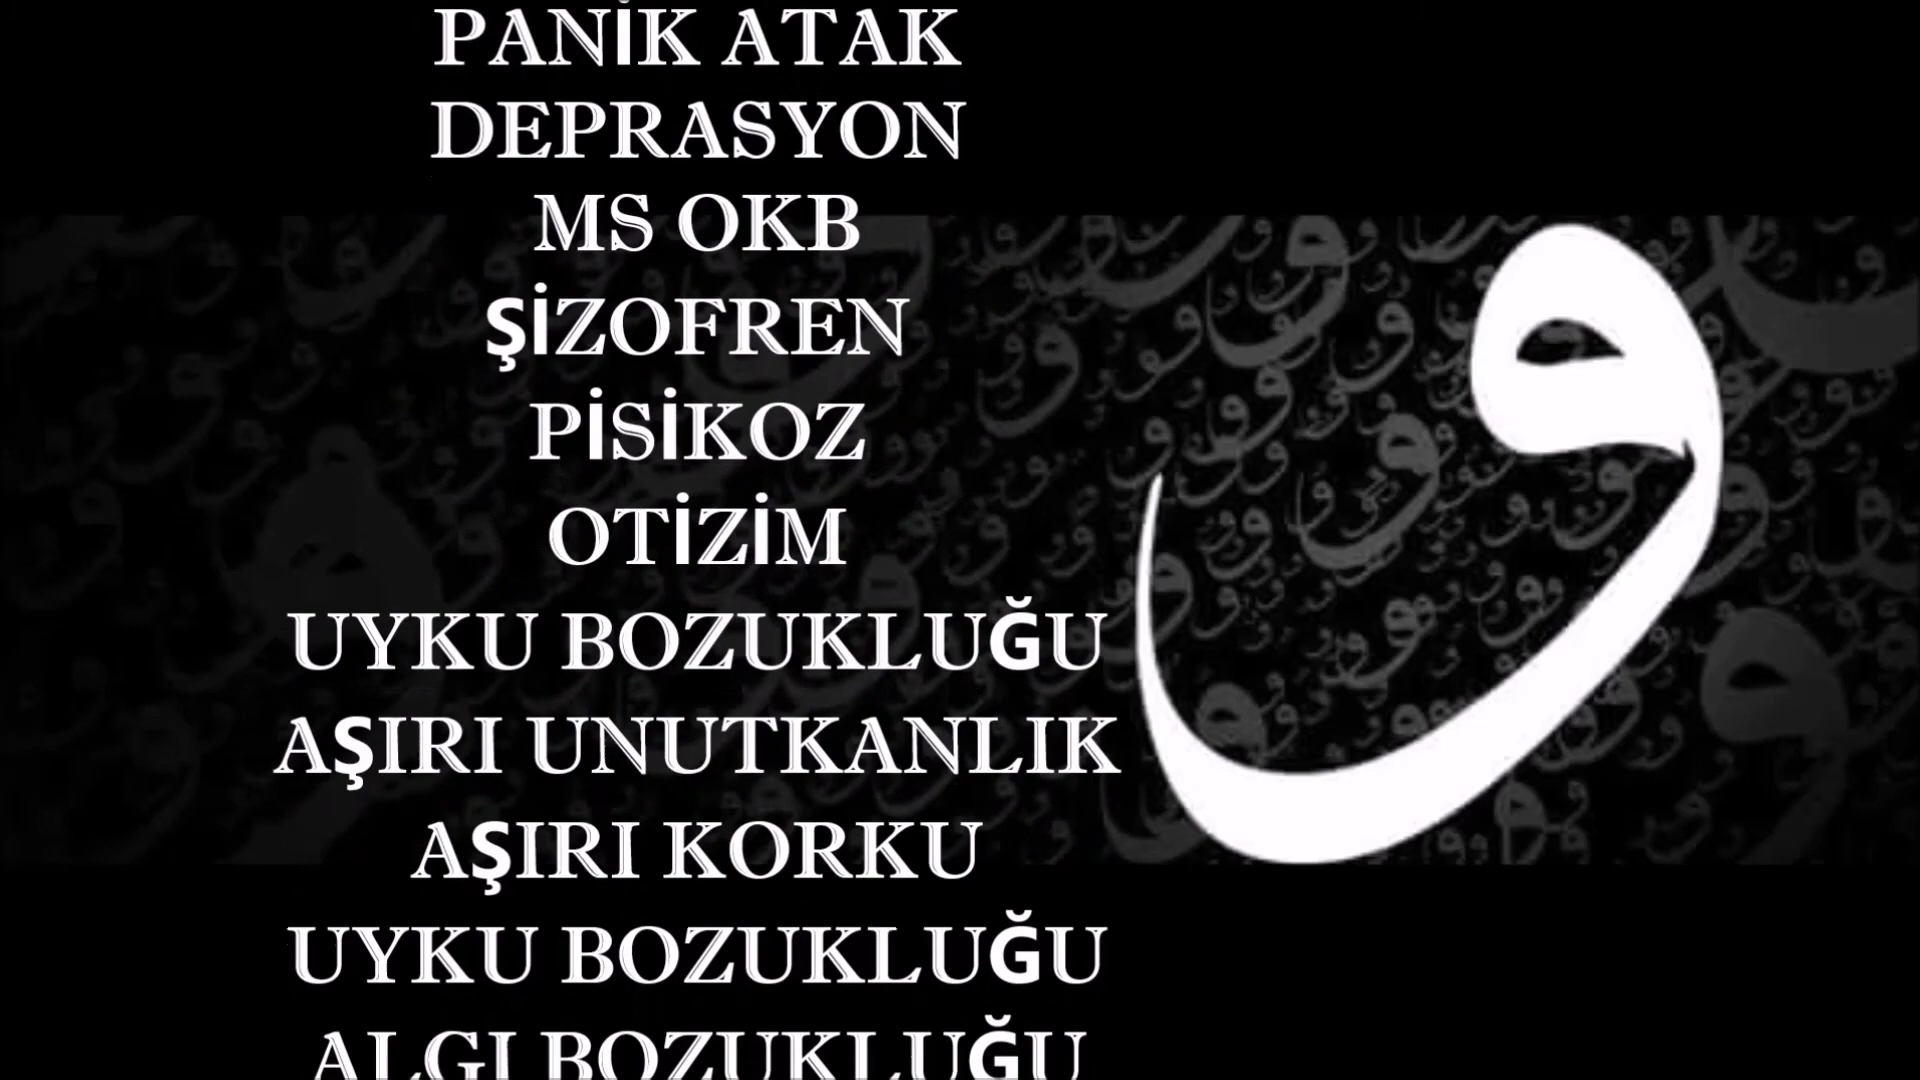 PANİK ATAK
DEPRASYON
MS OKB
ŞİZOFREN
PİSİKOZ
OTİZİM
UYKU BOZUKLUĞU
AŞIRI UNUTKANLIK
AŞIRI KORKU
UYKU BOZUKLUĞU
ALGI BOZUKLUĞU
و